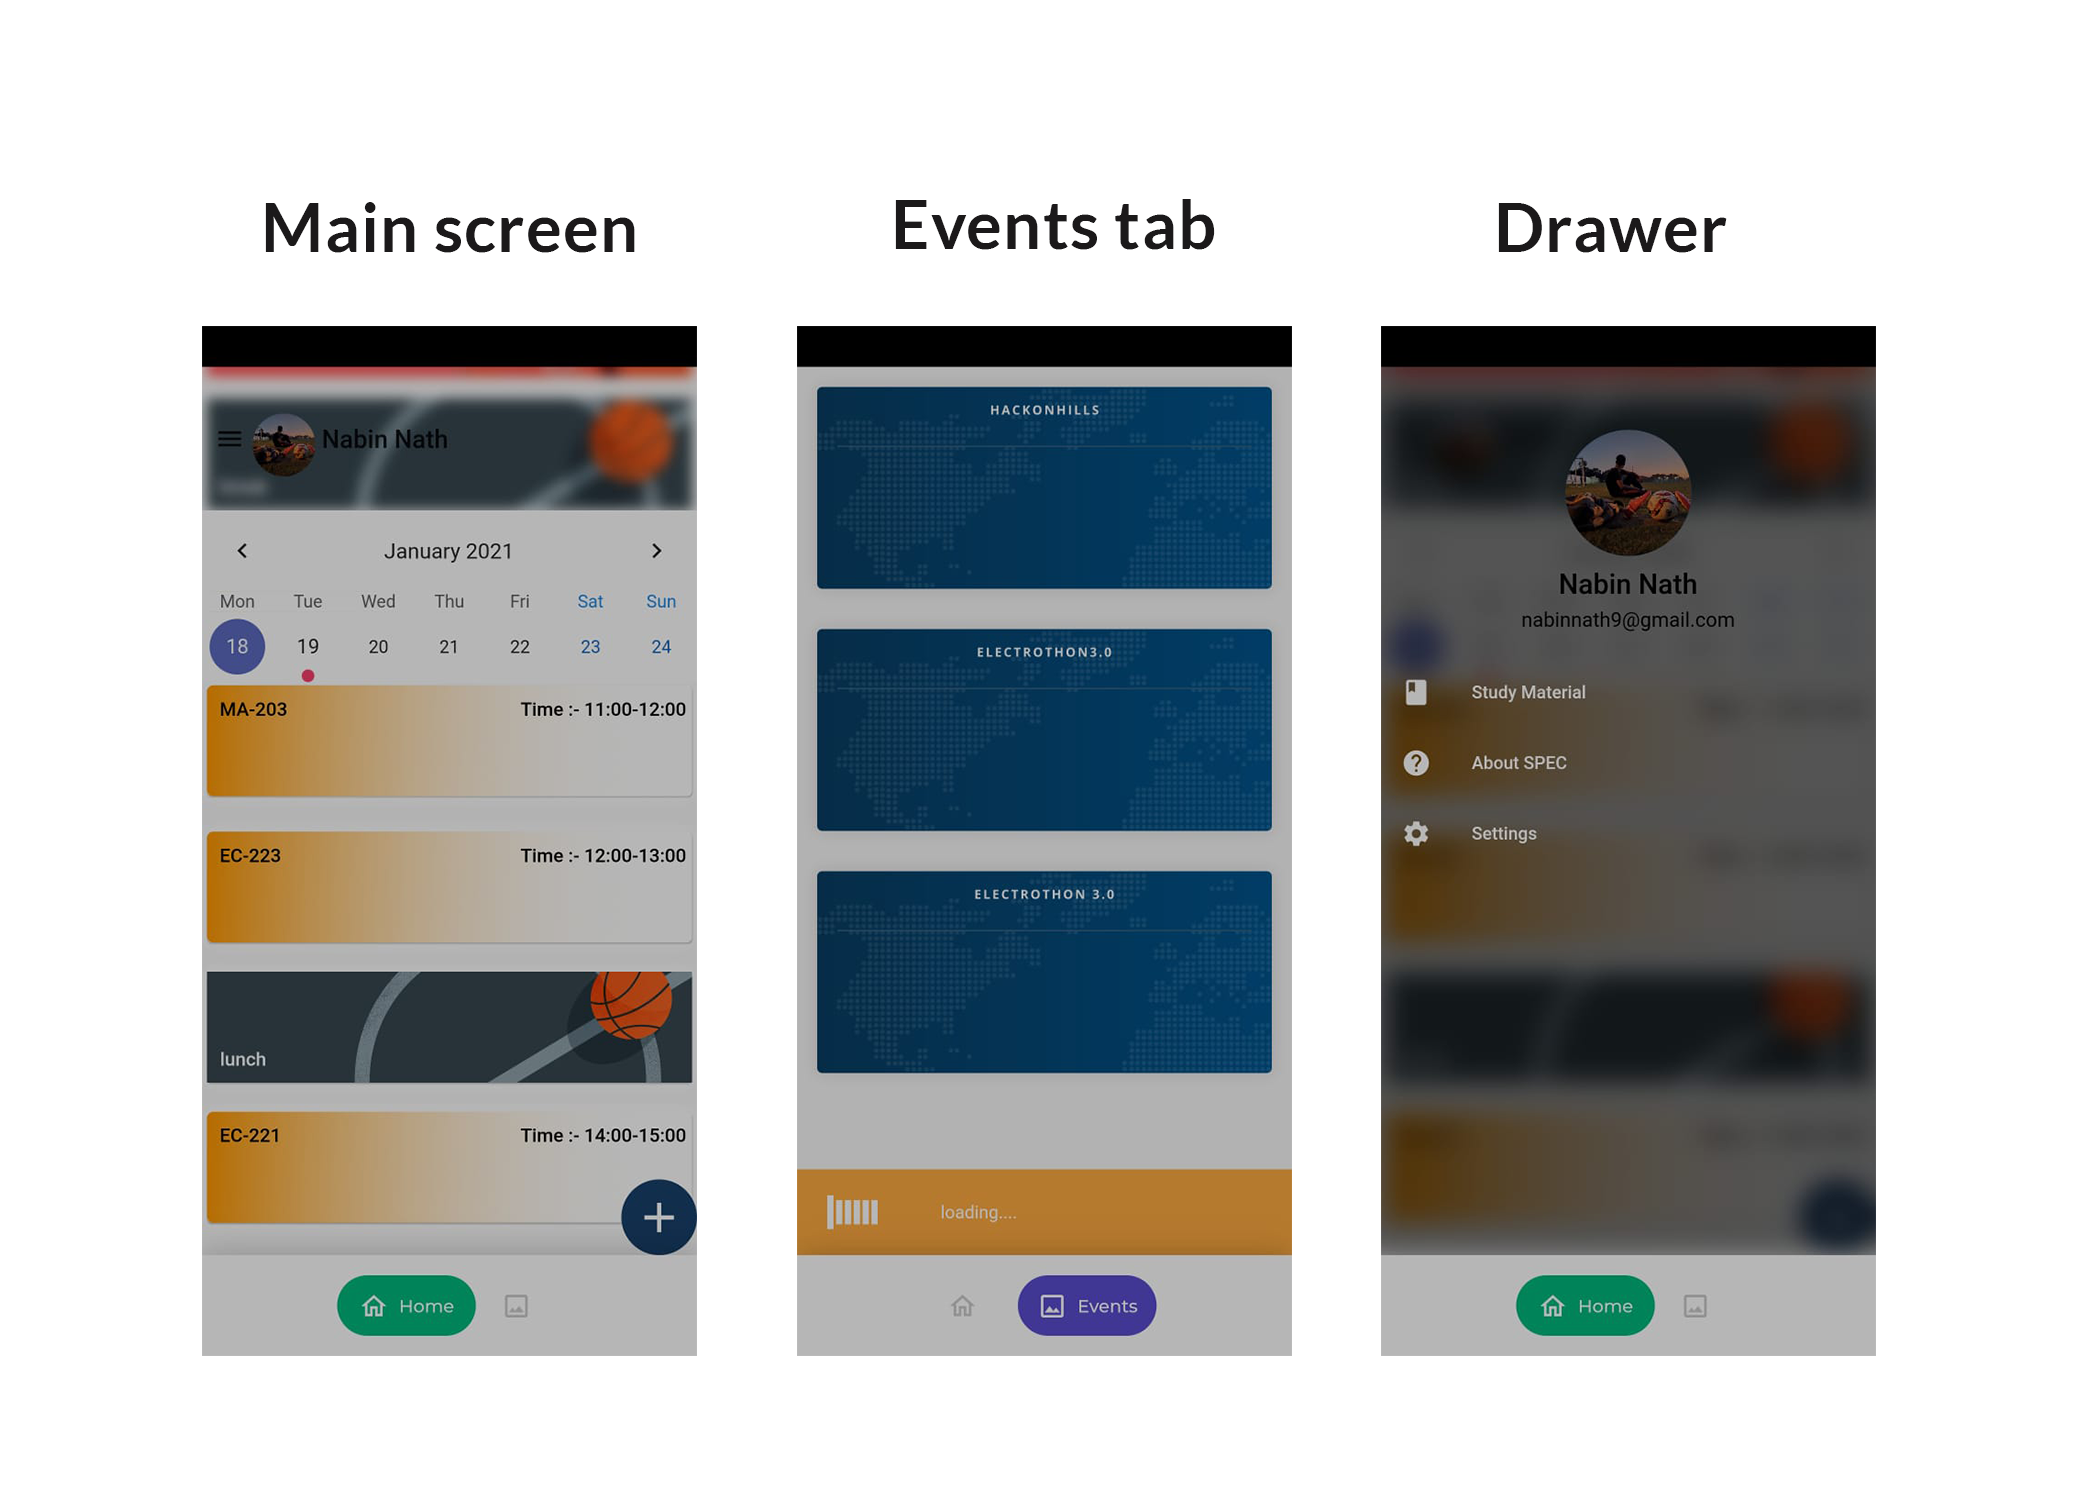 Main screen
Nabin Nath
January 2021
Mon Tue Wed Thu Fri Sat Sun
18 19 20 21 22 23 24
MA-203 Time :- 11:00-12:00
EC-223 Time :- 12:00-13:00
lunch
EC-221 Time :- 14:00-15:00
Home
Events tab
HACKONHILLS
ELECTROTHON3.0
ELECTROTHON 3.0
loading....
Events
Drawer
Nabin Nath
nabinnath9@gmail.com
Study Material
About SPEC
Settings
Home